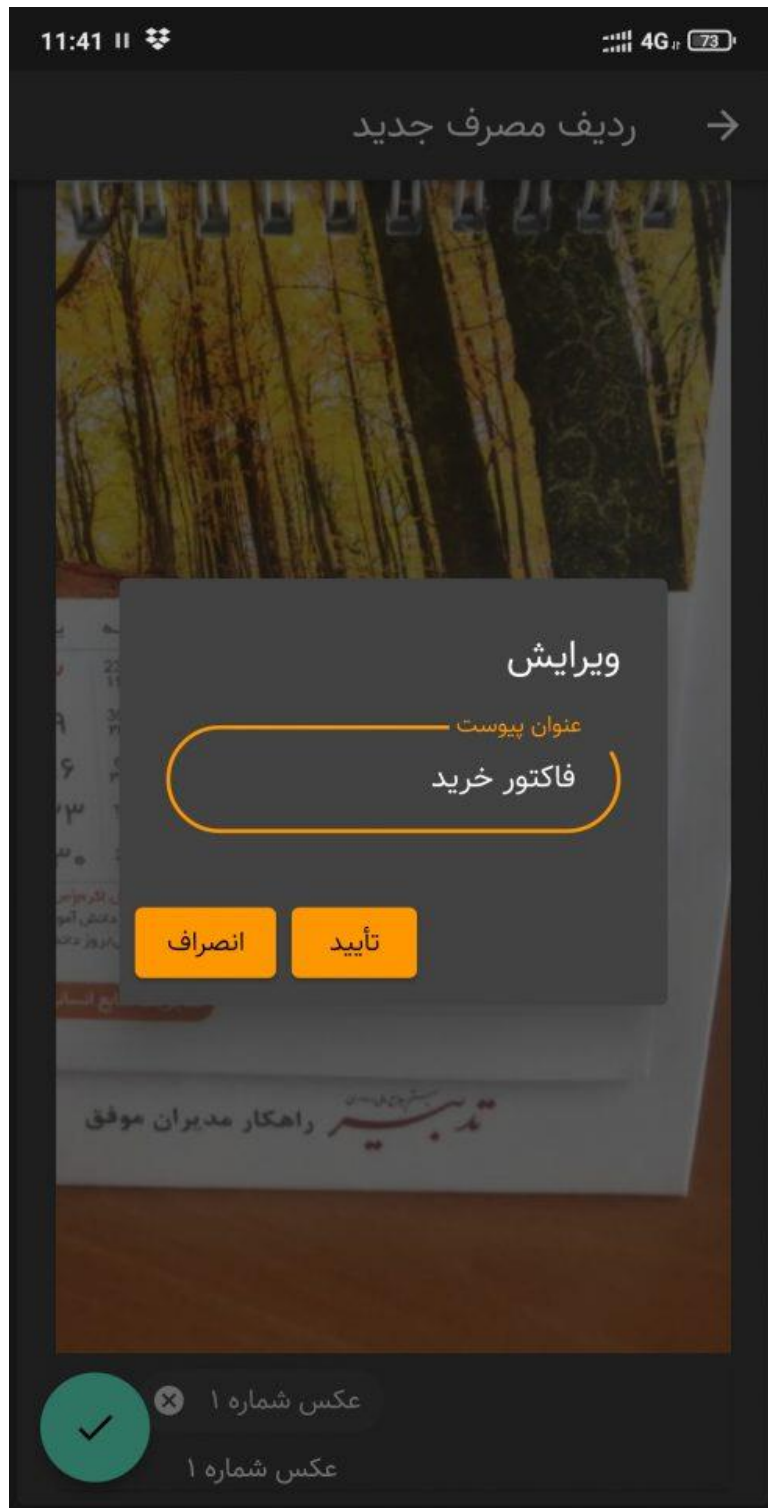 11:41
4G 73
ردیف مصرف جدید
ویرایش
عنوان پیوست
فاکتور خرید
تأیید انصراف
تدبیر راهکار مدیران موفق
عکس شماره ۱
عکس شماره ۱